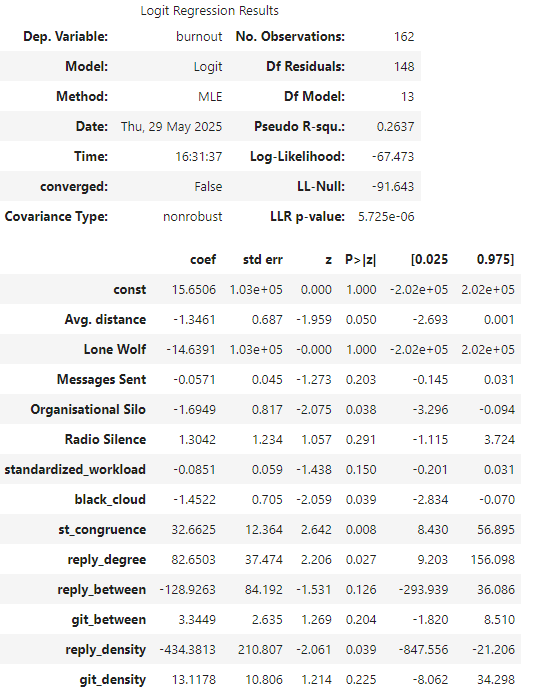 Logit Regression Results
Dep. Variable: burnout No. Observations: 162
Model: Logit Df Residuals: 148
Method: MLE Df Model: 13
Date: Thu, 29 May 2025 Pseudo R-squ.: 0.2637
Time: 16:31:37 Log-Likelihood: -67.473
converged: False LL-Null: -91.643
Covariance Type: nonrobust LLR p-value: 5.725e-06
coef std err z P>|z| [0.025 0.975]
const 15.6506 1.03e+05 0.000 1.000 -2.02e+05 2.02e+05
Avg. distance -1.3461 0.687 -1.959 0.050 -2.693 0.001
Lone Wolf -14.6391 1.03e+05 -0.000 1.000 -2.02e+05 2.02e+05
Messages Sent -0.0571 0.045 -1.273 0.203 -0.145 0.031
Organisational Silo -1.6949 0.817 -2.075 0.038 -3.296 -0.094
Radio Silence 1.3042 1.234 1.057 0.291 -1.115 3.724
standardized_workload -0.0851 0.059 -1.438 0.150 -0.201 0.031
black_cloud -1.4522 0.705 -2.059 0.039 -2.834 -0.070
st_congruence 32.6625 12.364 2.642 0.008 8.430 56.895
reply_degree 82.6503 37.474 2.206 0.027 9.203 156.098
reply_between -128.9263 84.192 -1.531 0.126 -293.939 36.086
git_between 3.3449 2.635 1.269 0.204 -1.820 8.510
reply_density -434.3813 210.807 -2.061 0.039 -847.556 -21.206
git_density 13.1178 10.806 1.214 0.225 -8.062 34.298